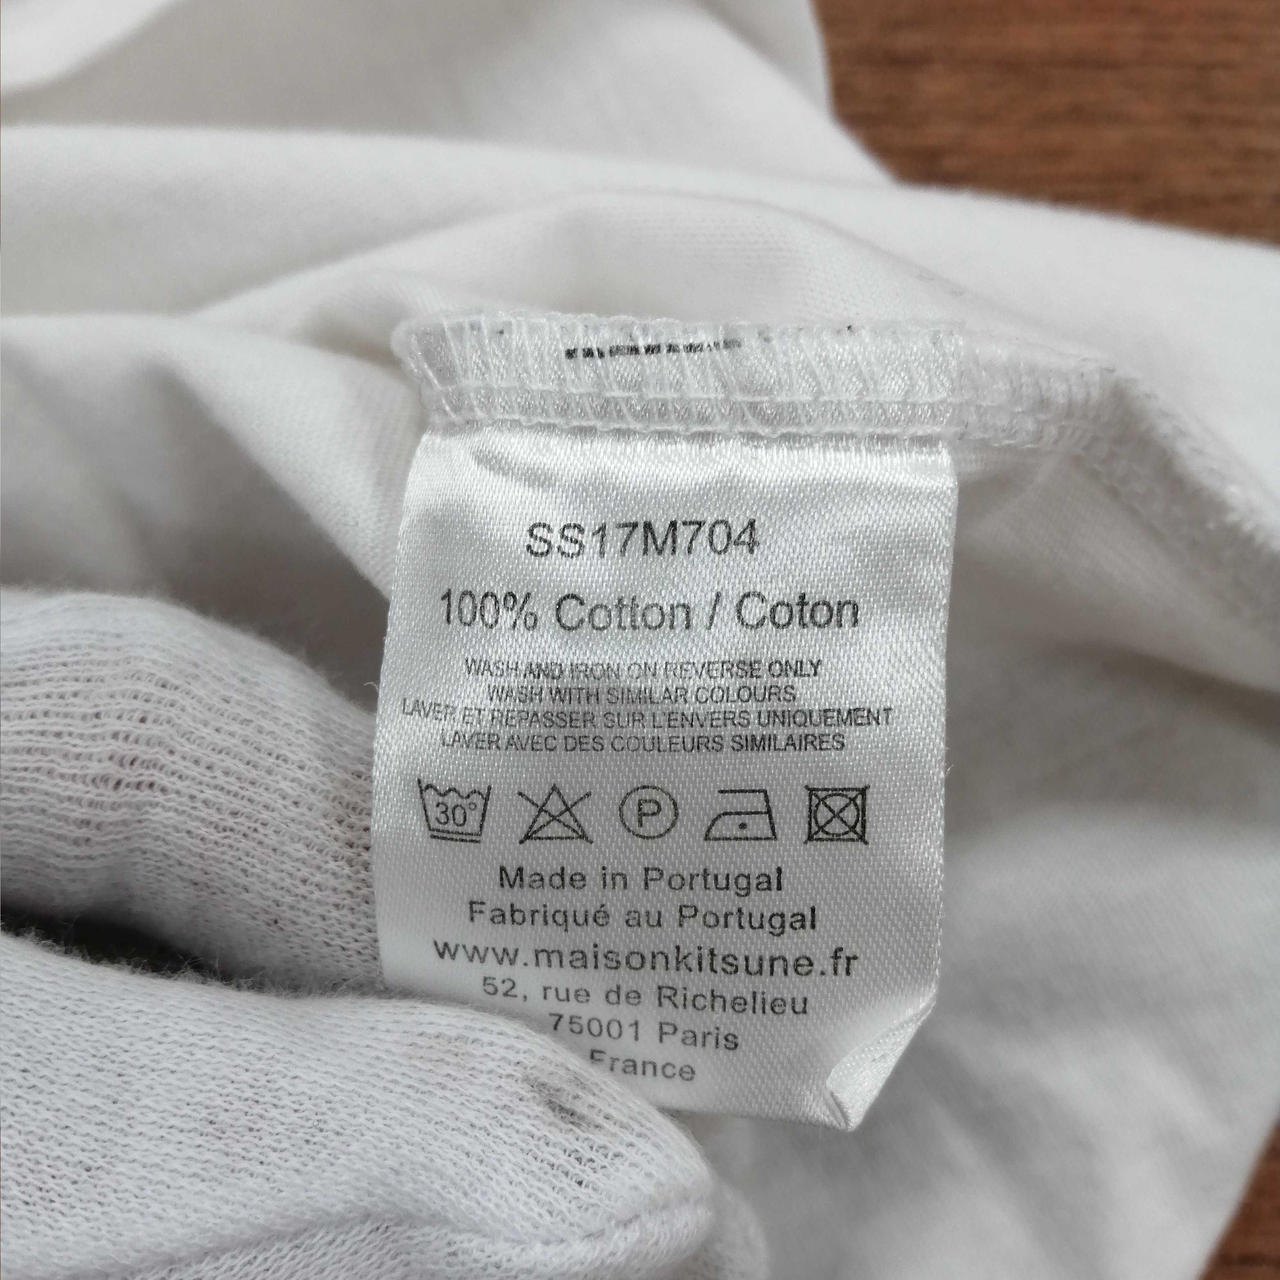 SS17M704
100% Cotton / Coton
WASH AND IRON ON REVERSE ONLY
WASH WITH SIMILAR COLOURS
LAVER ET REPASSER SUR L'ENVERS UNIQUEMENT
LAVER AVEC DES COULEURS SIMILAIRES
30° P
Made in Portugal
Fabriqué au Portugal
www.maisonkitsune.fr
52, rue de Richelieu
75001 Paris
France